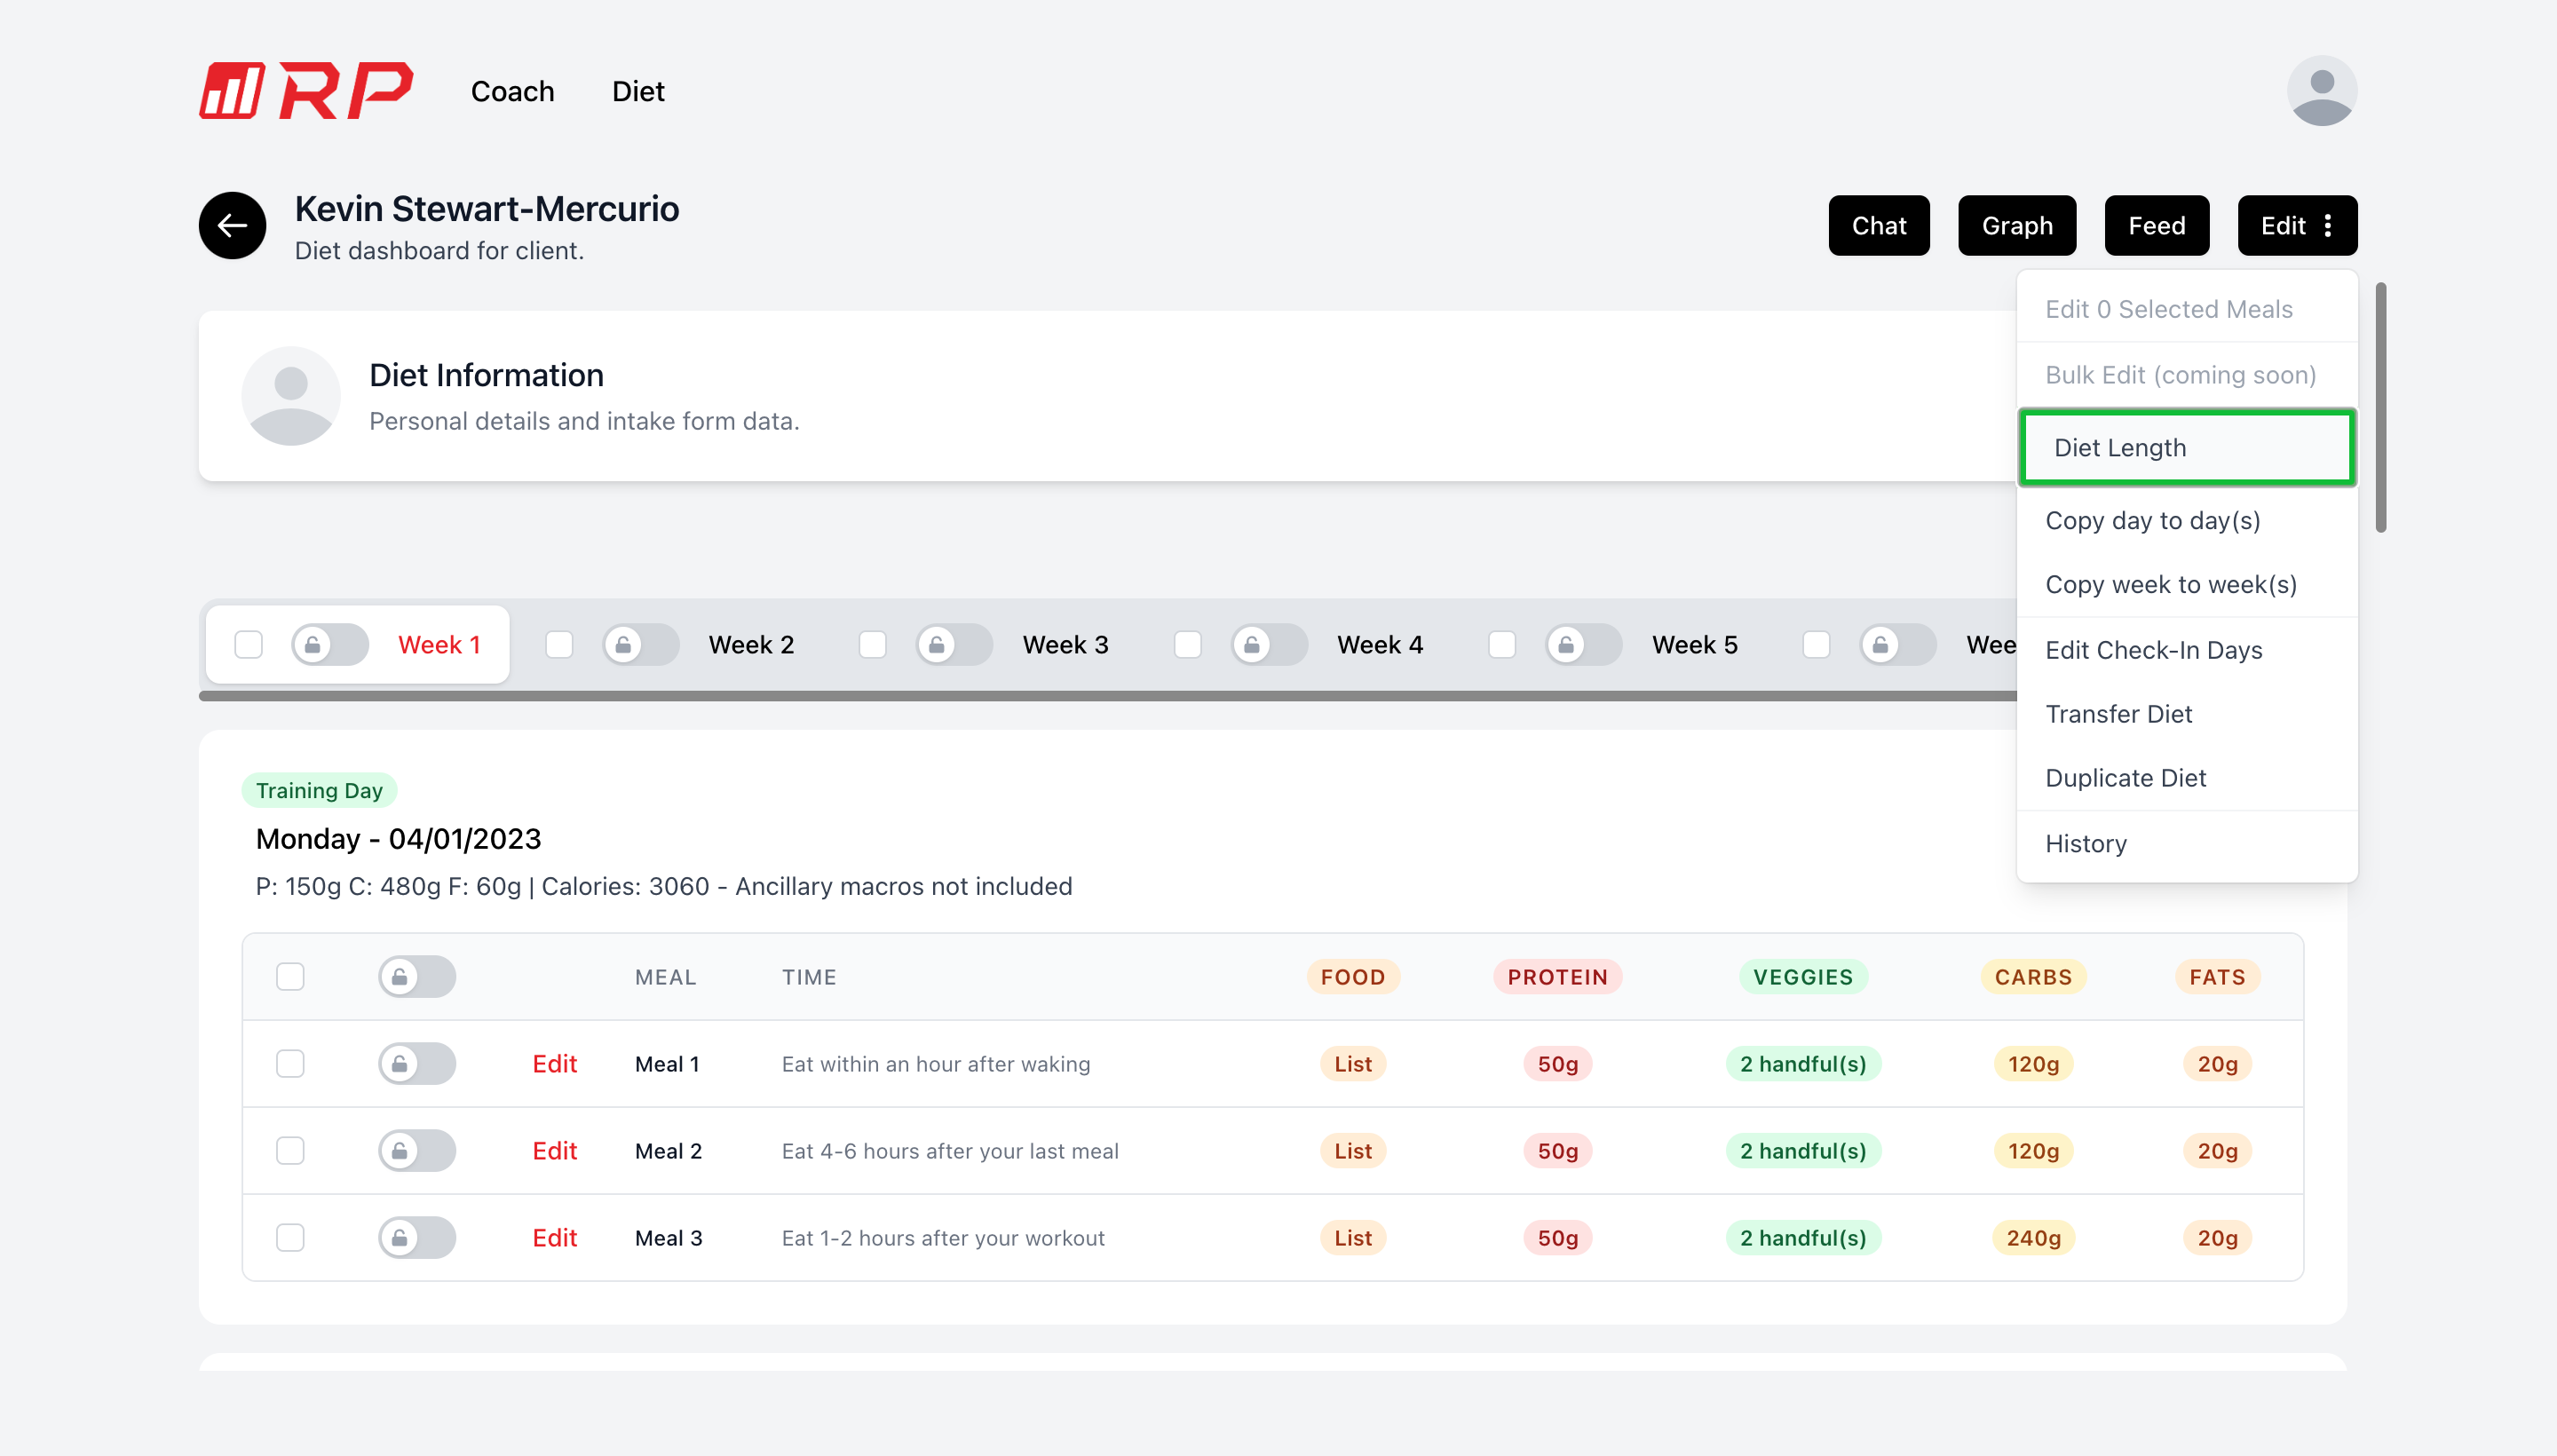 RP Coach Diet
Kevin Stewart-Mercurio
Diet dashboard for client.
Chat Graph Feed Edit
Edit 0 Selected Meals
Bulk Edit (coming soon)
Diet Length
Copy day to day(s)
Copy week to week(s)
Edit Check-In Days
Transfer Diet
Duplicate Diet
History
Diet Information
Personal details and intake form data.
Week 1 Week 2 Week 3 Week 4 Week 5 Wee
Training Day
Monday - 04/01/2023
P: 150g C: 480g F: 60g | Calories: 3060 - Ancillary macros not included
MEAL TIME FOOD PROTEIN VEGGIES CARBS FATS
Edit Meal 1 Eat within an hour after waking List 50g 2 handful(s) 120g 20g
Edit Meal 2 Eat 4-6 hours after your last meal List 50g 2 handful(s) 120g 20g
Edit Meal 3 Eat 1-2 hours after your workout List 50g 2 handful(s) 240g 20g